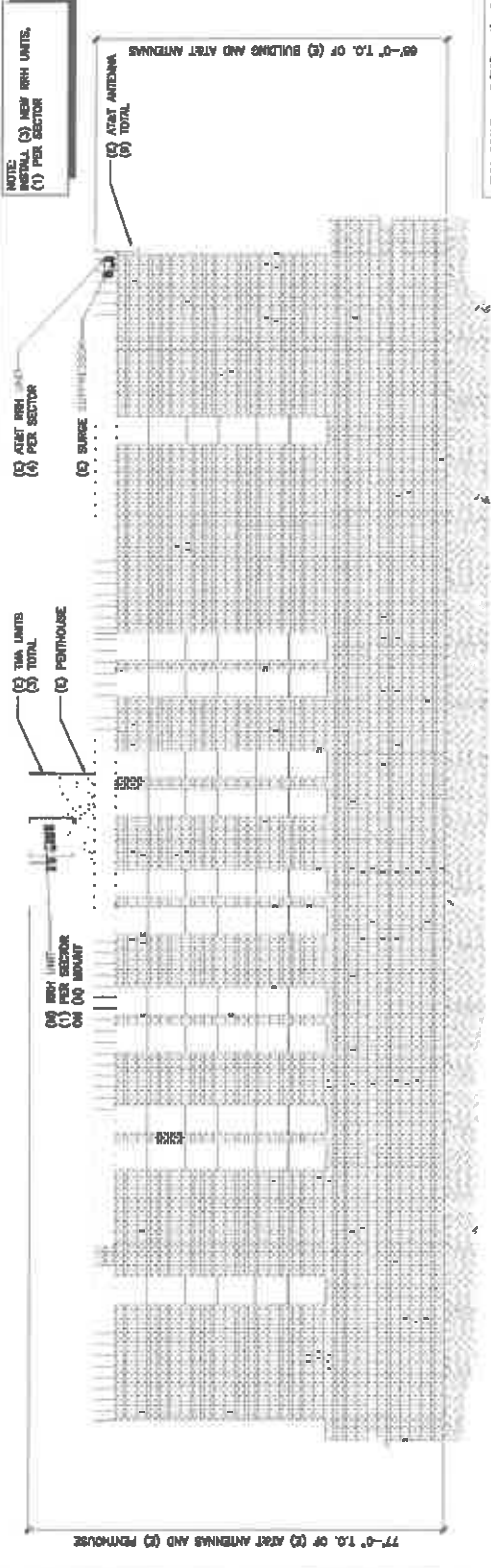 (N) RRH UNIT
(1) PER SECTOR
ON (N) MOUNT
(E) TMA UNITS
(3) TOTAL
(E) PENTHOUSE
(E) AT&T RRH UNIT
(4) PER SECTOR
(E) SURGE SUPPRESSION
NOTE:
INSTALL (3) NEW RRH UNITS,
(1) PER SECTOR
(E) AT&T ANTENNA
(9) TOTAL
77'-0" T.O. OF (E) AT&T ANTENNAS AND (E) PENTHOUSE
T.O. OF (E) BUILDING AND AT&T ANTENNAS